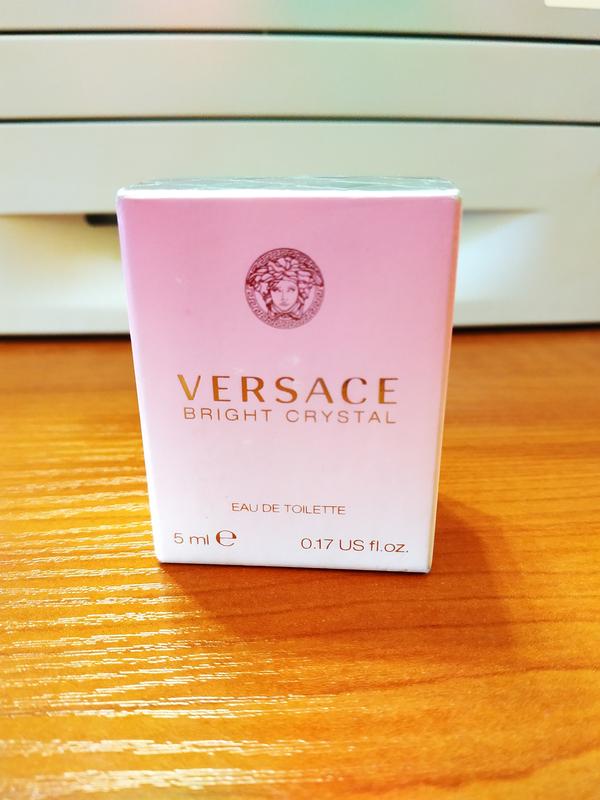 VERSACE
BRIGHT CRYSTAL
EAU DE TOILETTE
5 ml ℮ 0.17 US fl.oz.